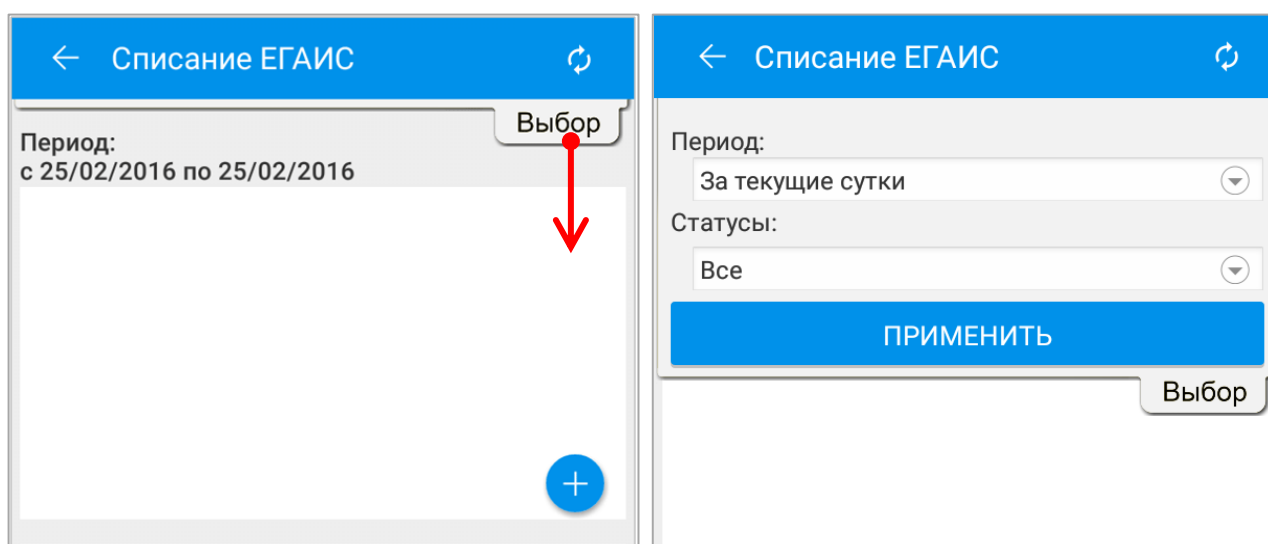 Списание ЕГАИС
Выбор
Период:
с 25/02/2016 по 25/02/2016
Списание ЕГАИС
Период:
За текущие сутки
Статусы:
Все
ПРИМЕНИТЬ
Выбор